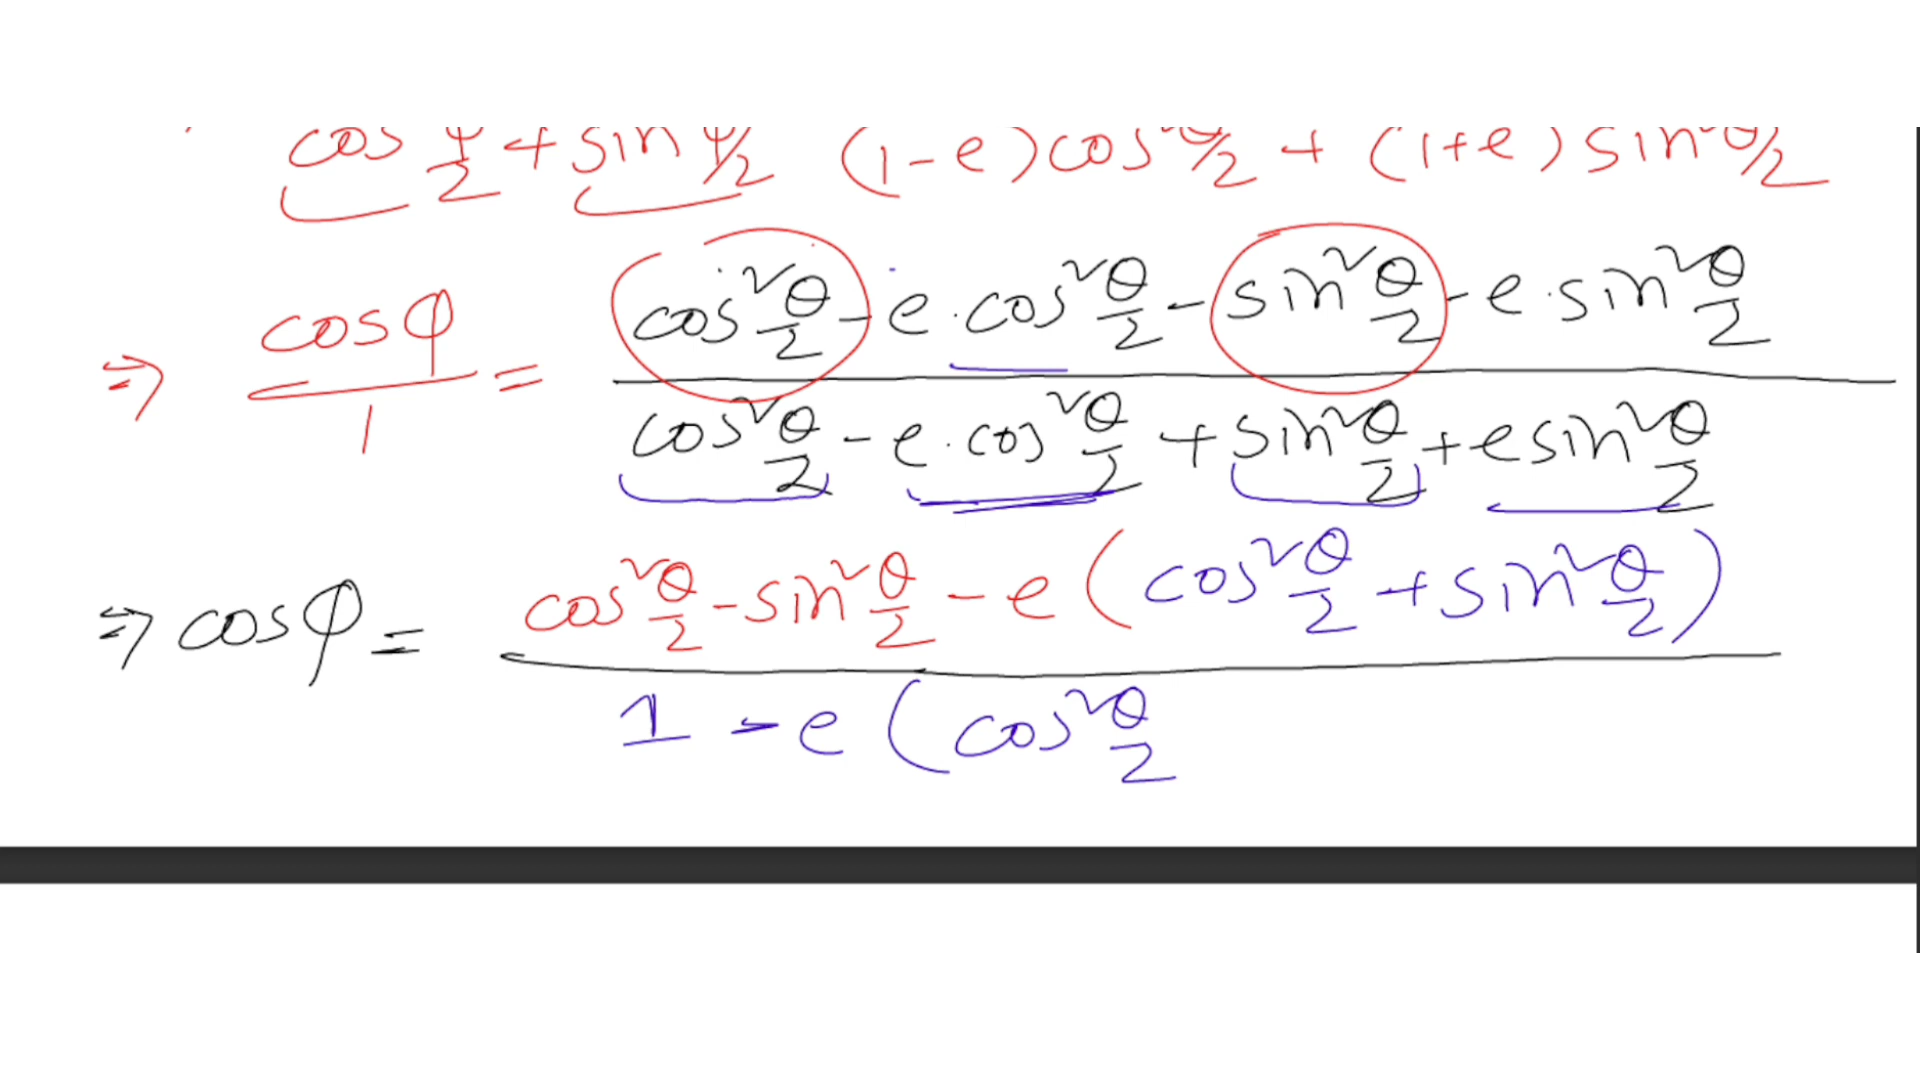 cos φ/2 + sin φ/2 (1-e)cos²θ/2 + (1+e)sin²θ/2
⇒ cosφ/1 = (cos²θ/2 - e.cos²θ/2 - sin²θ/2 - e.sin²θ/2)/(cos²θ/2 - e.cos²θ/2 + sin²θ/2 + e sin²θ/2)
⇒ cosφ = (cos²θ/2 - sin²θ/2 - e(cos²θ/2 + sin²θ/2))/(1 - e(cos²θ/2